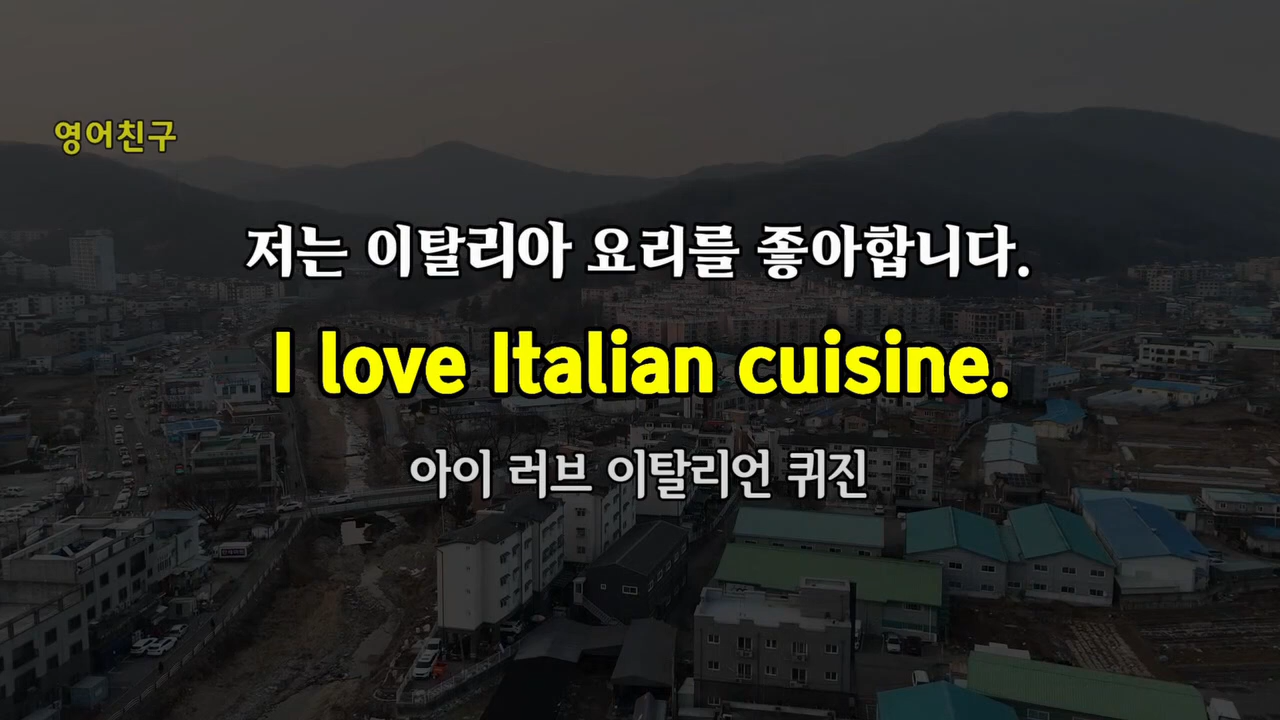 영어친구
저는 이탈리아 요리를 좋아합니다.
I love Italian cuisine.
아이 러브 이탈리언 퀴진